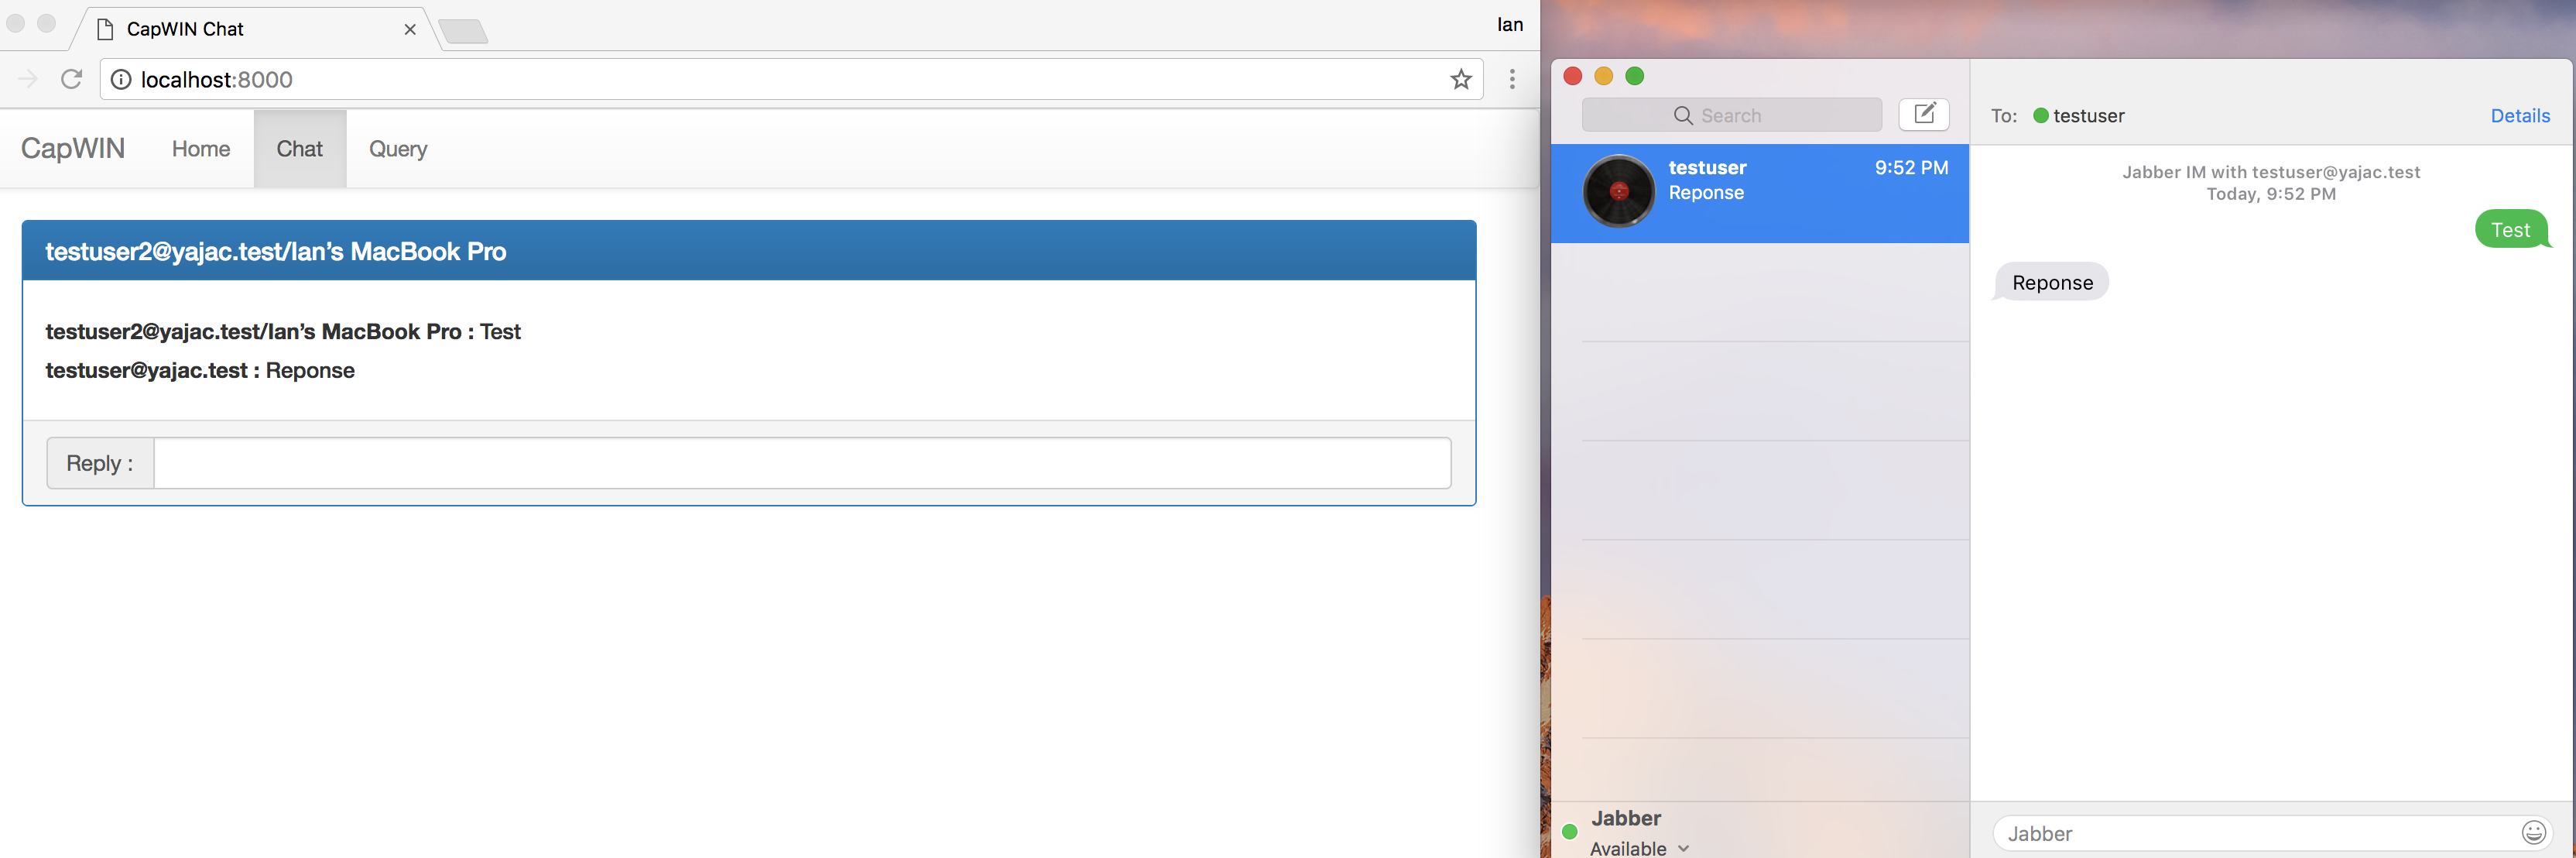 CapWIN Chat
Ian
localhost:8000
CapWIN Home Chat Query
testuser2@yajac.test/Ian’s MacBook Pro
testuser2@yajac.test/Ian’s MacBook Pro : Test
testuser@yajac.test : Reponse
Reply :
Search
testuser 9:52 PM
Reponse
Jabber
Available
To: testuser Details
Jabber IM with testuser@yajac.test
Today, 9:52 PM
Test
Reponse
Jabber